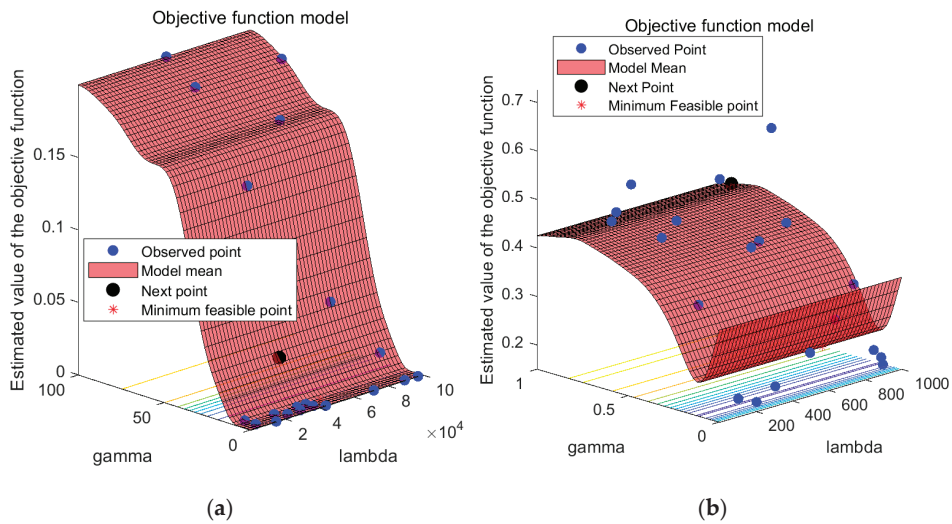 Objective function model
Estimated value of the objective function
0.15
0.1
0.05
0
Observed point
Model mean
Next point
Minimum feasible point
100
50
0
gamma
2
4
6
8
10
×10⁴
lambda
(a)
Objective function model
Estimated value of the objective function
0.7
0.6
0.5
0.4
0.3
0.2
Observed Point
Model Mean
Next Point
Minimum Feasible point
1
0.5
0
gamma
200
400
600
800
1000
lambda
(b)